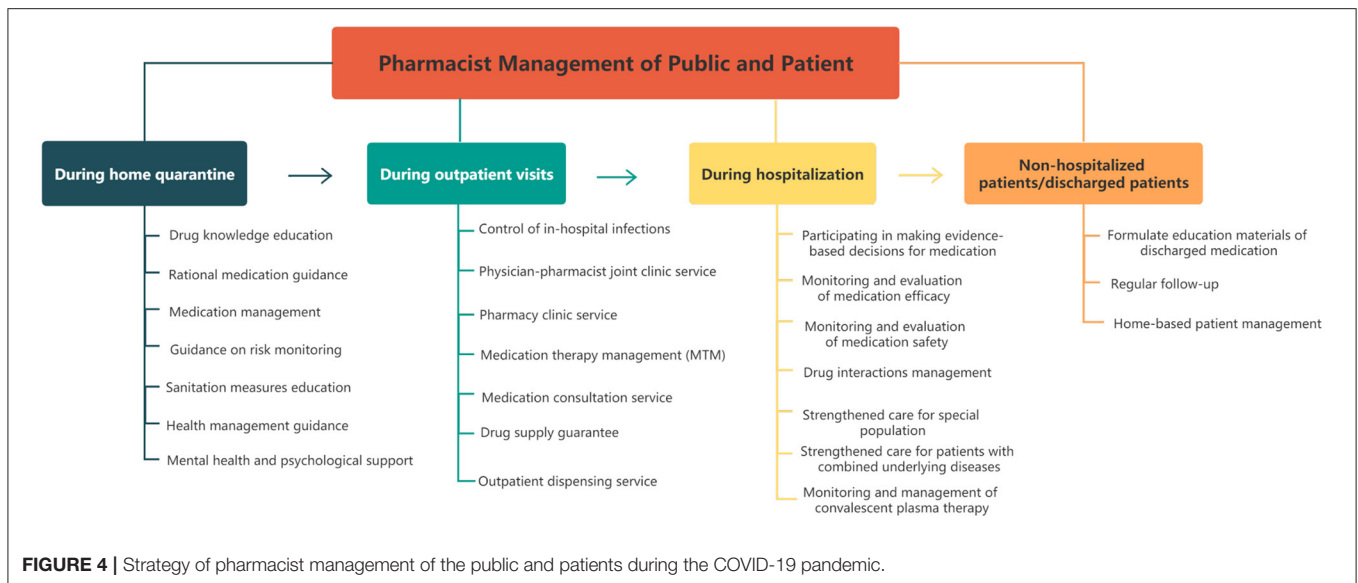 Pharmacist Management of Public and Patient
During home quarantine
Drug knowledge education
Rational medication guidance
Medication management
Guidance on risk monitoring
Sanitation measures education
Health management guidance
Mental health and psychological support
During outpatient visits
Control of in-hospital infections
Physician-pharmacist joint clinic service
Pharmacy clinic service
Medication therapy management (MTM)
Medication consultation service
Drug supply guarantee
Outpatient dispensing service
During hospitalization
Participating in making evidence-
based decisions for medication
Monitoring and evaluation
of medication efficacy
Monitoring and evaluation
of medication safety
Drug interactions management
Strengthened care for special
population
Strengthened care for patients with
combined underlying diseases
Monitoring and management of
convalescent plasma therapy
Non-hospitalized
patients/discharged patients
Formulate education materials of
discharged medication
Regular follow-up
Home-based patient management
FIGURE 4 | Strategy of pharmacist management of the public and patients during the COVID-19 pandemic.